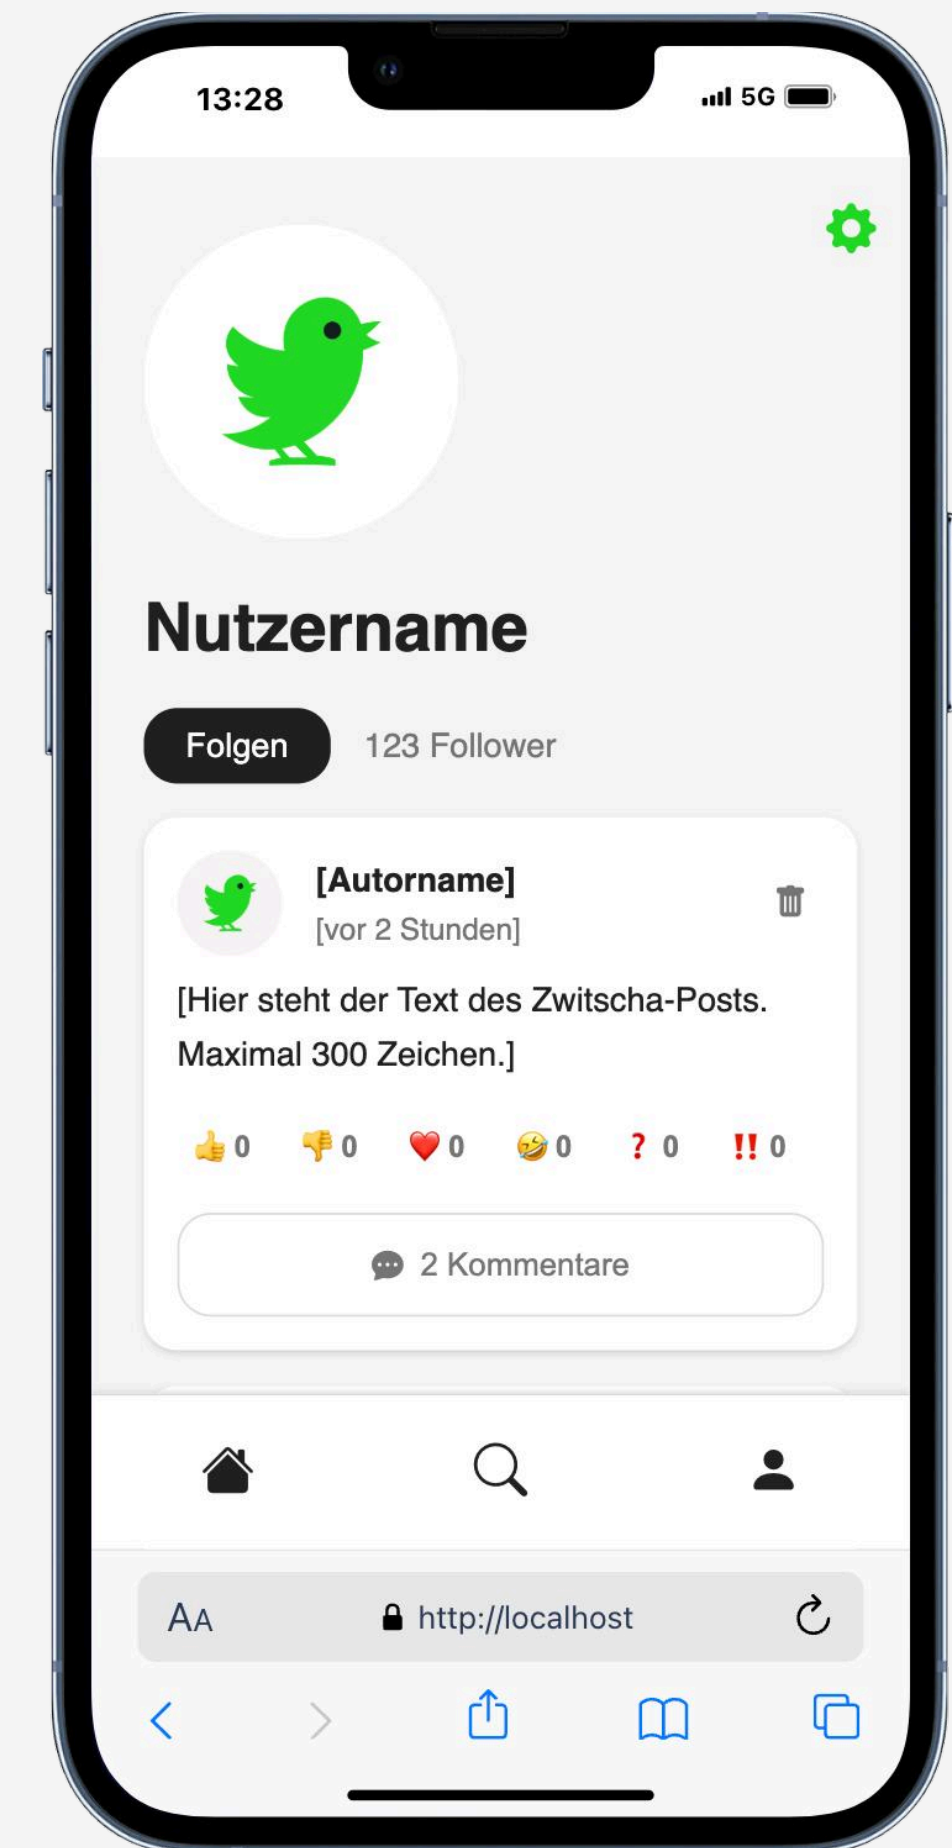 13:28 5G
Nutzername
Folgen 123 Follower
[Autorname]
[vor 2 Stunden]
[Hier steht der Text des Zwitscha-Posts.
Maximal 300 Zeichen.]
👍 0 👎 0 ❤️ 0 🤣 0 ❓ 0 ‼️ 0
2 Kommentare
AA http://localhost